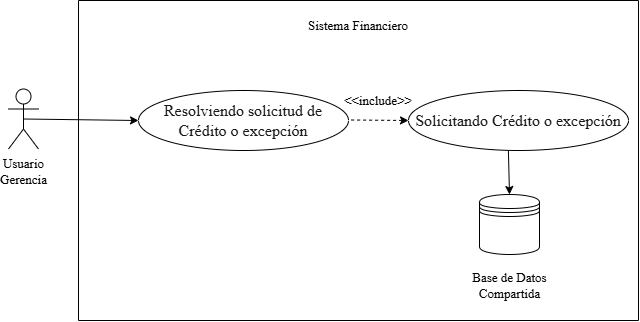 Sistema Financiero
<<include>>
Resolviendo solicitud de
Crédito o excepción
Solicitando Crédito o excepción
Usuario
Gerencia
Base de Datos
Compartida